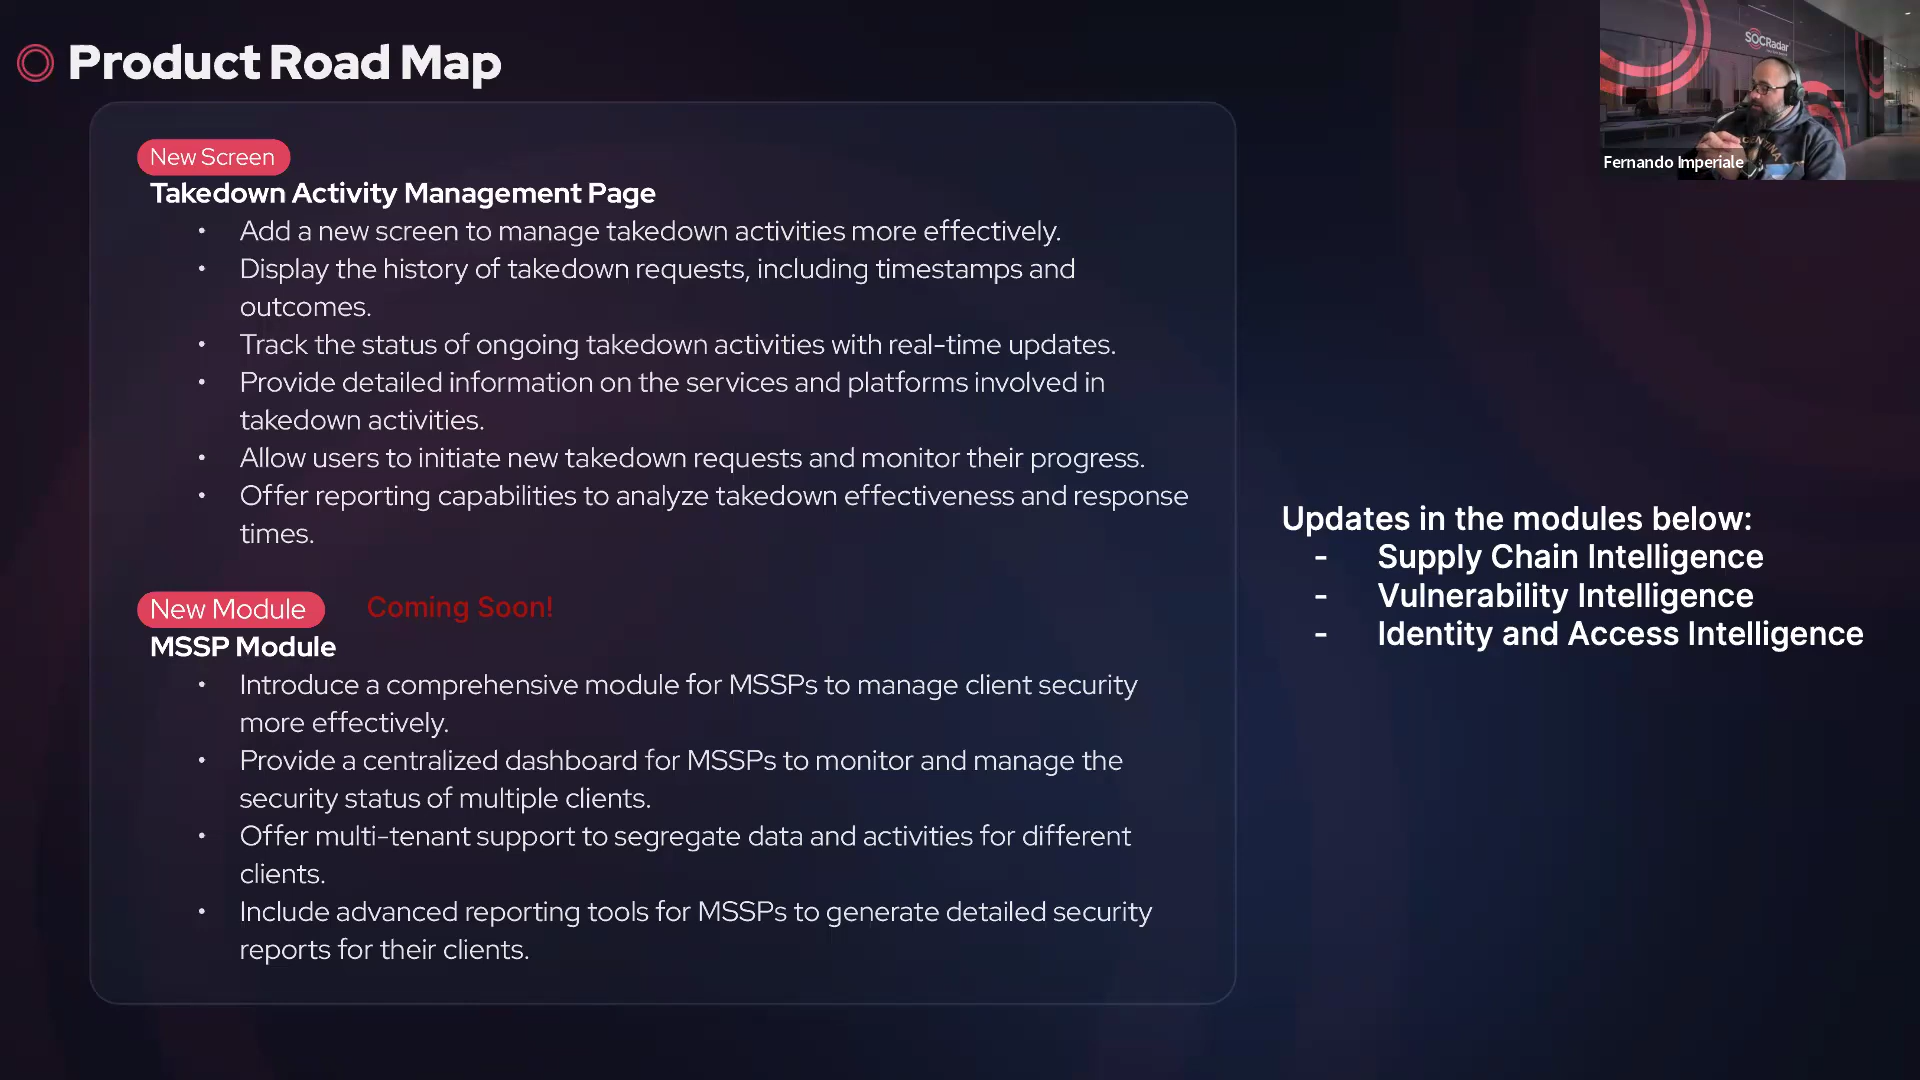 Product Road Map
SOCRadar
Fernando Imperiale
New Screen
Takedown Activity Management Page
• Add a new screen to manage takedown activities more effectively.
• Display the history of takedown requests, including timestamps and
outcomes.
• Track the status of ongoing takedown activities with real-time updates.
• Provide detailed information on the services and platforms involved in
takedown activities.
• Allow users to initiate new takedown requests and monitor their progress.
• Offer reporting capabilities to analyze takedown effectiveness and response
times.
New Module Coming Soon!
MSSP Module
• Introduce a comprehensive module for MSSPs to manage client security
more effectively.
• Provide a centralized dashboard for MSSPs to monitor and manage the
security status of multiple clients.
• Offer multi-tenant support to segregate data and activities for different
clients.
• Include advanced reporting tools for MSSPs to generate detailed security
reports for their clients.
Updates in the modules below:
- Supply Chain Intelligence
- Vulnerability Intelligence
- Identity and Access Intelligence